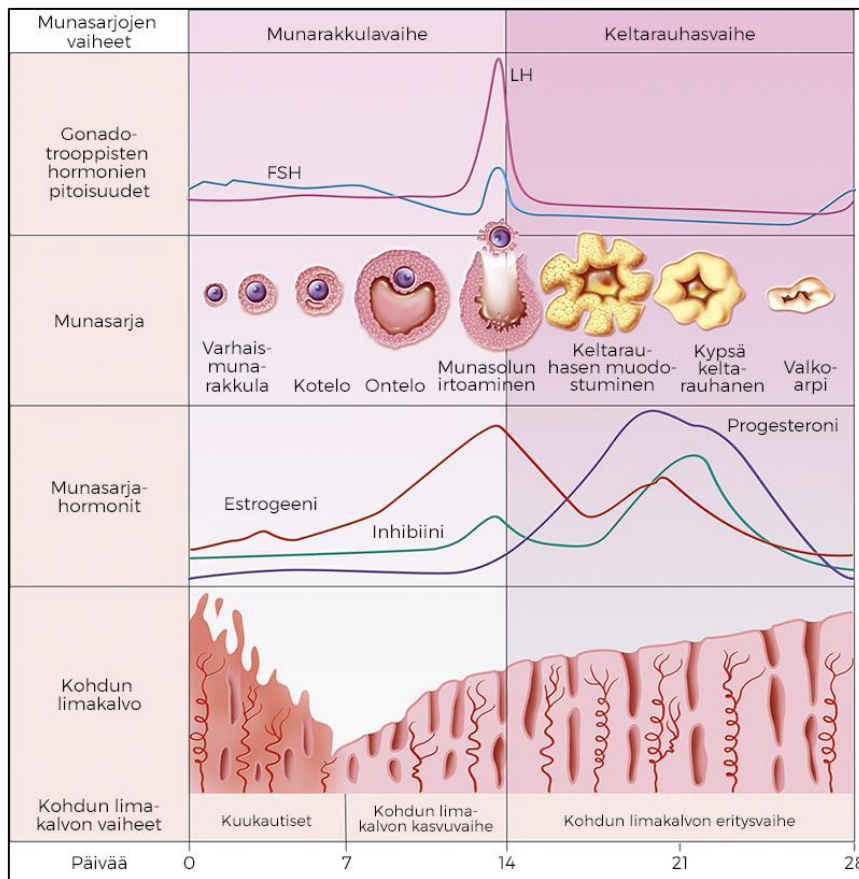 Munasarjojen
vaiheet
Munarakkulavaihe
Keltarauhasvaihe
Gonado-
trooppisten
hormonien
pitoisuudet
FSH
LH
Munasarja
Varhais-
muna-
rakkula
Kotelo
Ontelo
Munasolun
irtoaminen
Keltarau-
hasen muodo-
stuminen
Kypsä
kelta-
rauhanen
Valko-
arpi
Munasarja-
hormonit
Estrogeeni
Inhibiini
Progesteroni
Kohdun
limakalvo
Kohdun lima-
kalvon vaiheet
Kuukautiset
Kohdun lima-
kalvon kasvuvaihe
Kohdun limakalvon eritysvaihe
Päivää 0 7 14 21 28